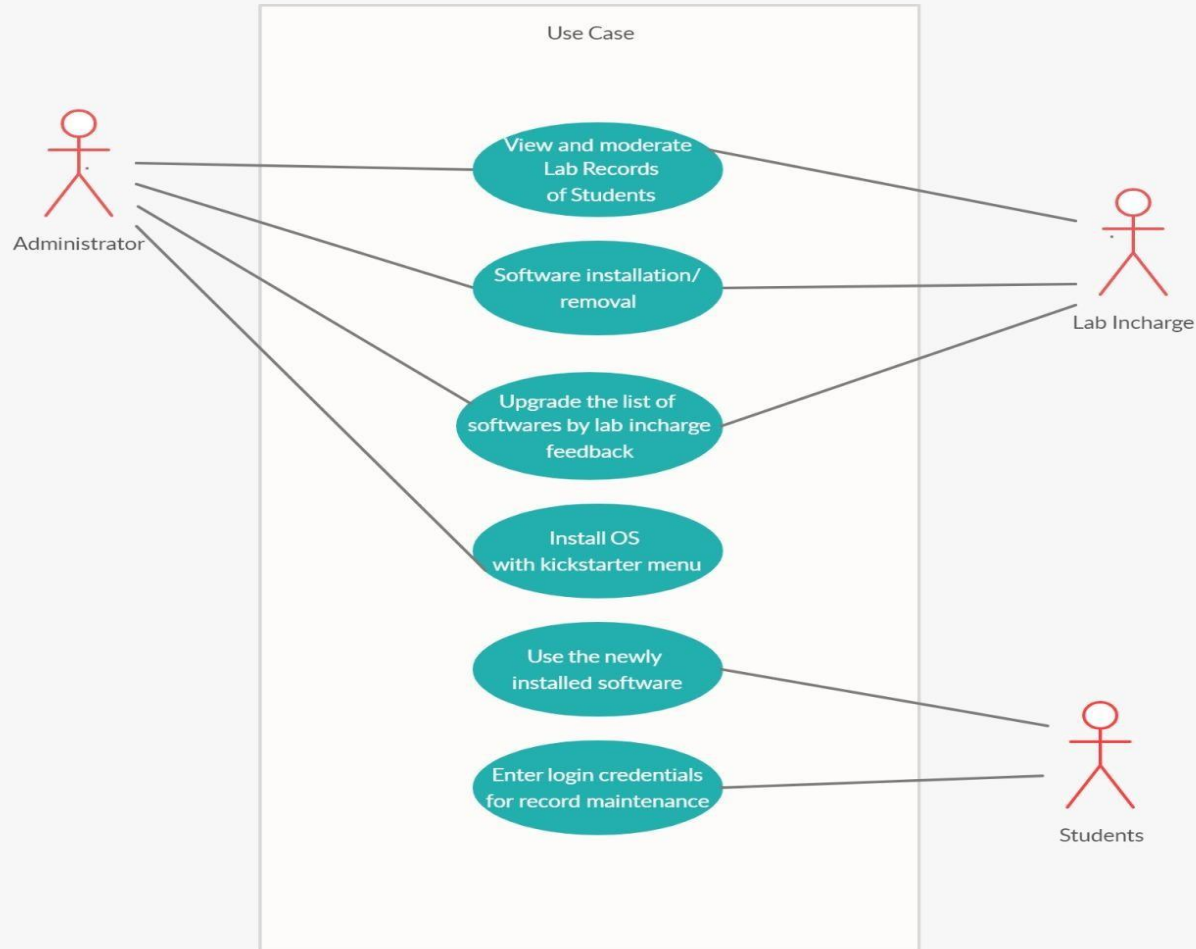 Use Case
View and moderate
Lab Records
of Students
Administrator
Software installation/
removal
Lab Incharge
Upgrade the list of
softwares by lab incharge
feedback
Install OS
with kickstarter menu
Use the newly
installed software
Enter login credentials
for record maintenance
Students